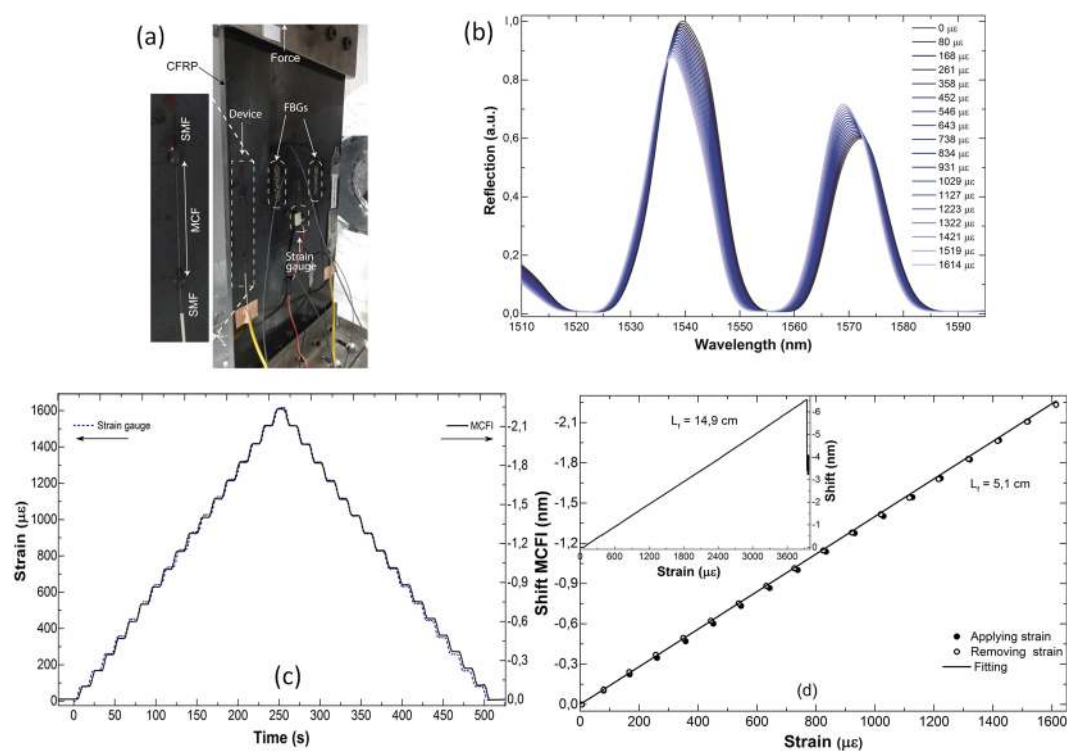 (a)
Force
CFRP
Device
FBGs
SMF
MCF
SMF
Strain
gauge
(b)
Reflection (a.u.)
1,0
0,8
0,6
0,4
0,2
0,0
1510 1520 1530 1540 1550 1560 1570 1580 1590
Wavelength (nm)
0 µε
80 µε
168 µε
261 µε
358 µε
452 µε
546 µε
643 µε
738 µε
834 µε
931 µε
1029 µε
1127 µε
1223 µε
1322 µε
1421 µε
1519 µε
1614 µε
Strain (µε)
1600
1400
1200
1000
800
600
400
200
0
Strain gauge
MCFI
-2,1
-1,8
-1,5
-1,2
-0,9
-0,6
-0,3
0,0
(c)
0 50 100 150 200 250 300 350 400 450 500
Time (s)
Shift MCFI (nm)
-2,1
-1,8
-1,5
-1,2
-0,9
-0,6
-0,3
0,0
Lf = 14,9 cm
-6
-5
-4
-3
-2
-1
0
Shift (nm)
0 600 1200 1800 2400 3000 3600
Strain (µε)
Lf = 5,1 cm
Applying strain
Removing strain
Fitting
(d)
0 200 400 600 800 1000 1200 1400 1600
Strain (µε)